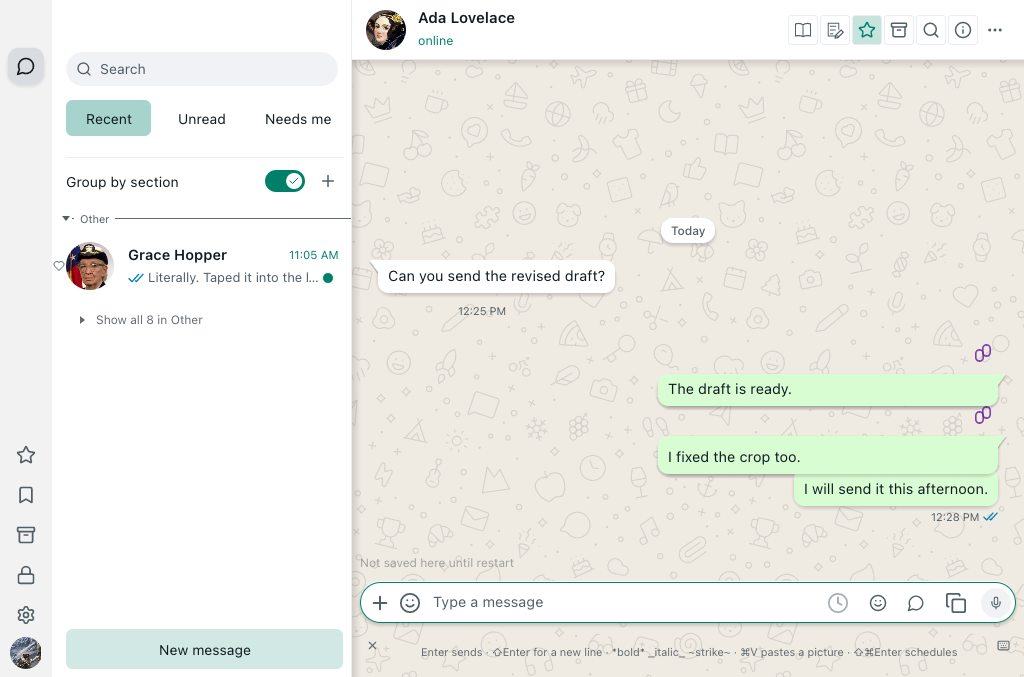 Ada Lovelace
online
Search
Recent
Unread
Needs me
Group by section
Other
Grace Hopper
11:05 AM
Literally. Taped it into the l...
Show all 8 in Other
New message
Today
Can you send the revised draft?
12:25 PM
The draft is ready.
I fixed the crop too.
I will send it this afternoon.
12:28 PM
Not saved here until restart
Type a message
Enter sends · ⇧Enter for a new line · *bold* _italic_ ~strike~ · ⌘V pastes a picture · ⇧⌘Enter schedules